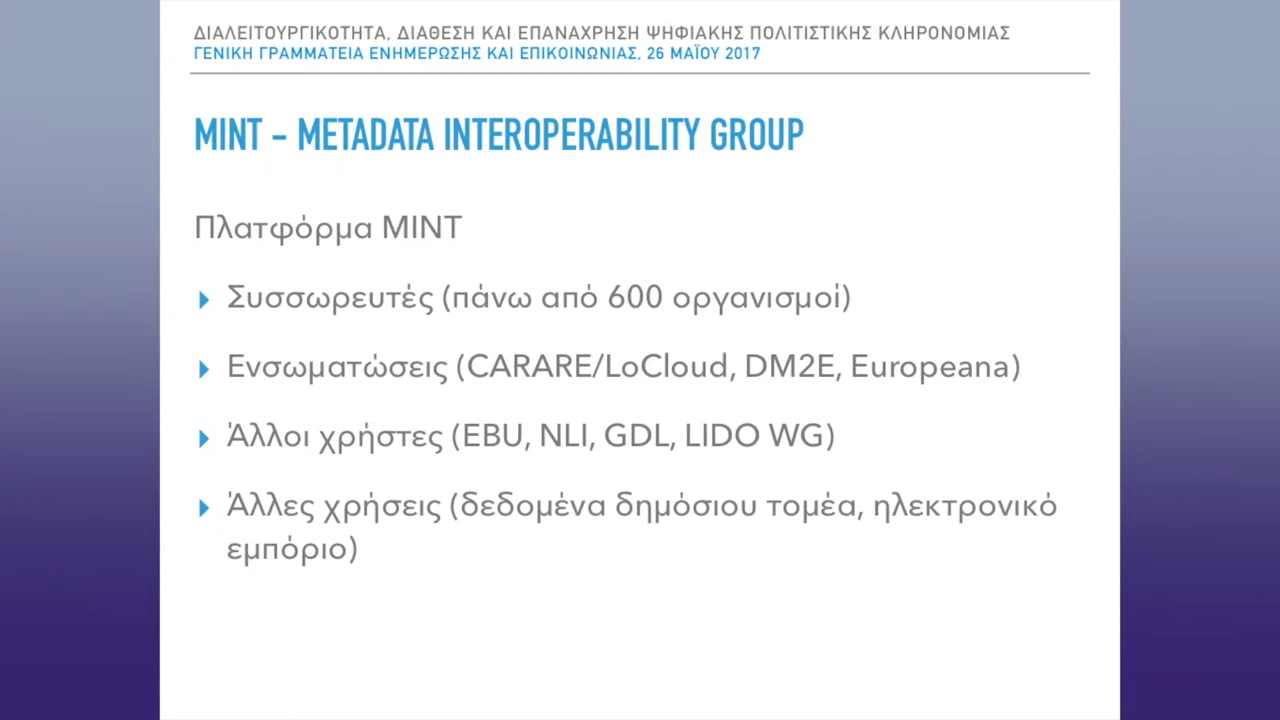 ΔΙΑΛΕΙΤΟΥΡΓΙΚΟΤΗΤΑ, ΔΙΑΘΕΣΗ ΚΑΙ ΕΠΑΝΑΧΡΗΣΗ ΨΗΦΙΑΚΗΣ ΠΟΛΙΤΙΣΤΙΚΗΣ ΚΛΗΡΟΝΟΜΙΑΣ
ΓΕΝΙΚΗ ΓΡΑΜΜΑΤΕΙΑ ΕΝΗΜΕΡΩΣΗΣ ΚΑΙ ΕΠΙΚΟΙΝΩΝΙΑΣ, 26 ΜΑΪΟΥ 2017
MINT – METADATA INTEROPERABILITY GROUP
Πλατφόρμα MINT
Συσσωρευτές (πάνω από 600 οργανισμοί)
Ενσωματώσεις (CARARE/LoCloud, DM2E, Europeana)
Άλλοι χρήστες (EBU, NLI, GDL, LIDO WG)
Άλλες χρήσεις (δεδομένα δημόσιου τομέα, ηλεκτρονικό
εμπόριο)